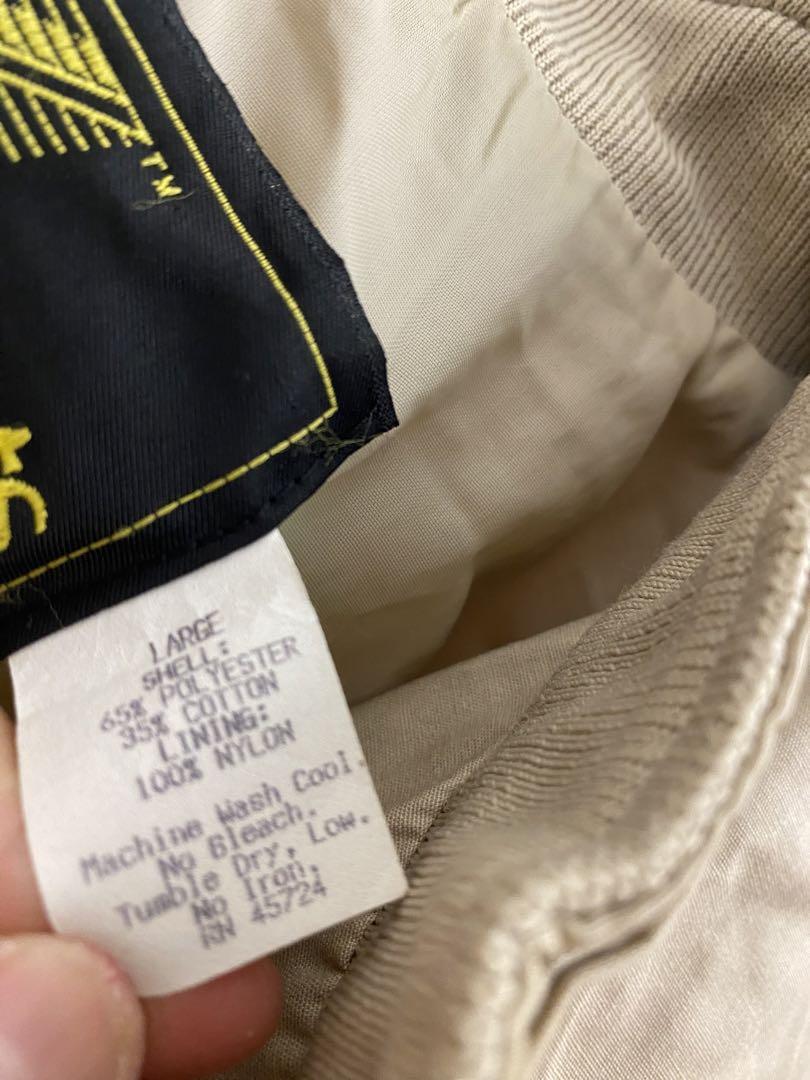 TM
LARGE
SHELL:
65% POLYESTER
35% COTTON
LINING:
100% NYLON
Machine Wash Cool.
No Bleach.
Tumble Dry, Low.
No Iron.
RN 45724